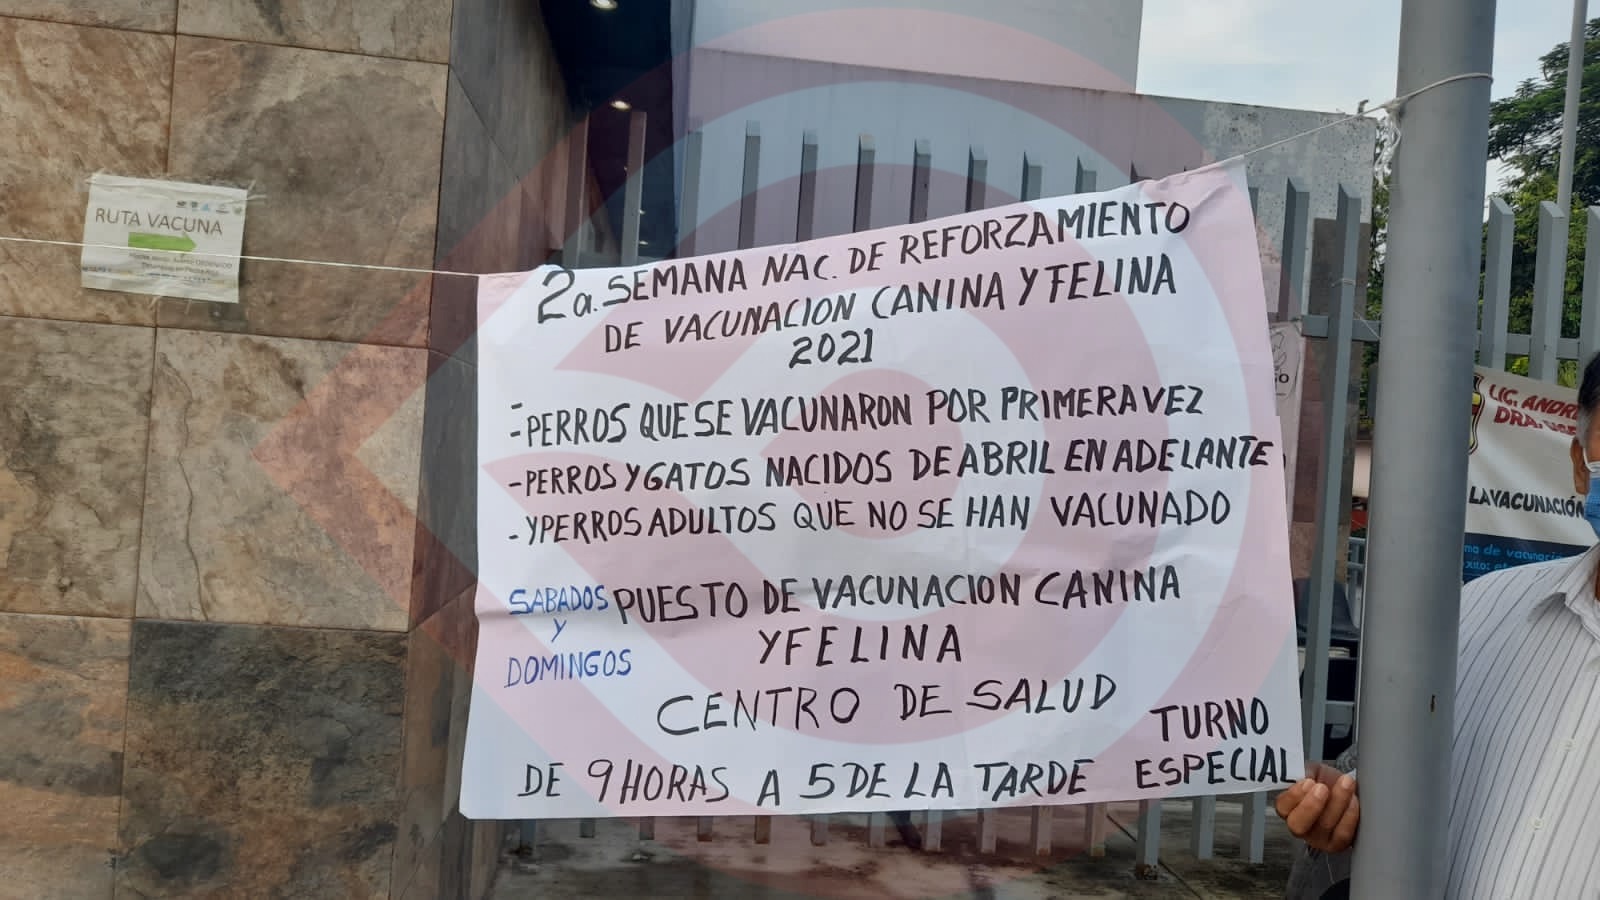 RUTA VACUNA
2a. SEMANA NAC. DE REFORZAMIENTO
DE VACUNACION CANINA Y FELINA
2021
- PERROS QUE SE VACUNARON POR PRIMERA VEZ
- PERROS Y GATOS NACIDOS DE ABRIL EN ADELANTE
- Y PERROS ADULTOS QUE NO SE HAN VACUNADO
SABADOS
Y
DOMINGOS
PUESTO DE VACUNACION CANINA
Y FELINA
CENTRO DE SALUD
TURNO
ESPECIAL
DE 9 HORAS A 5 DE LA TARDE
LIC.
DRA.
LA VACUNACIÓN